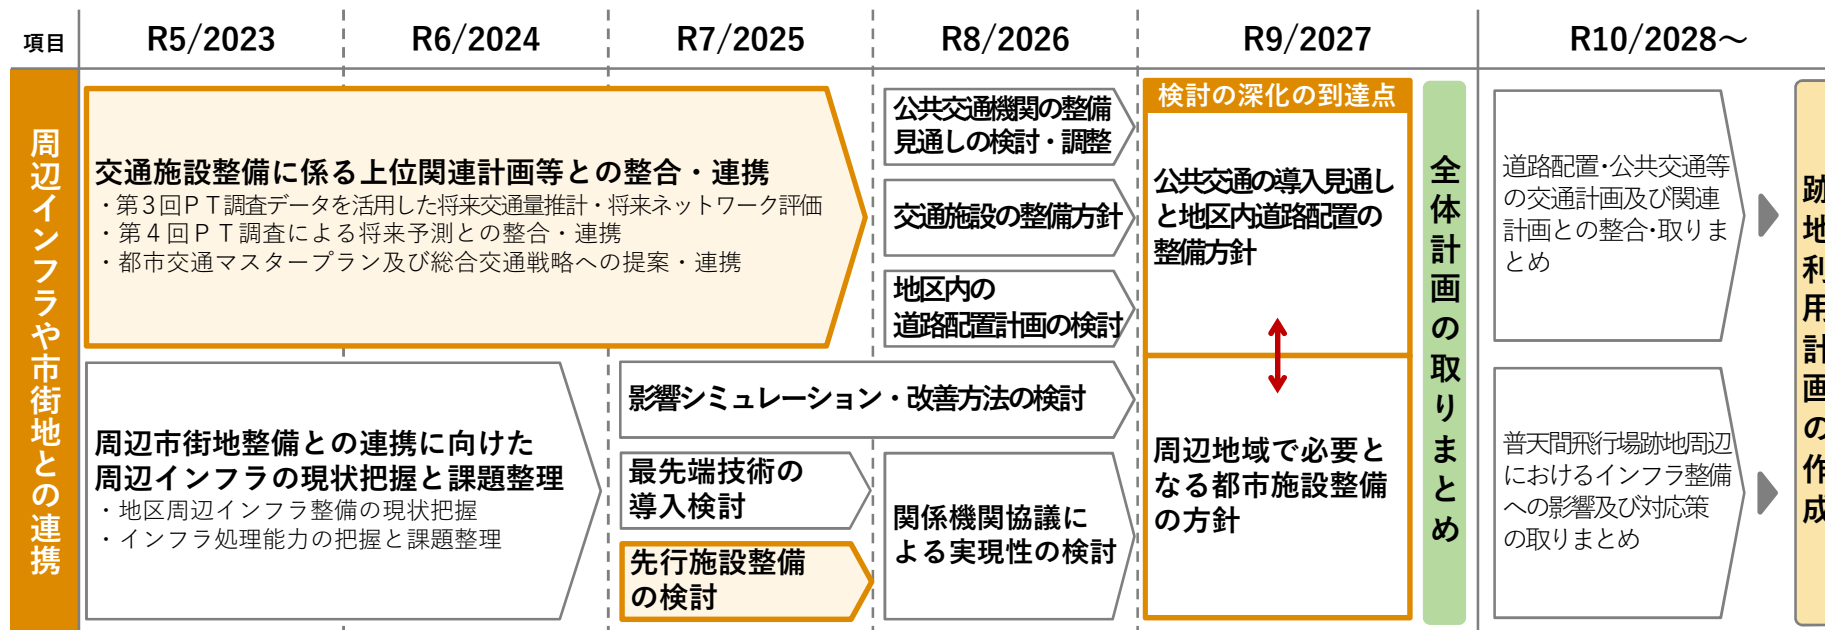 項目
R5/2023
R6/2024
R7/2025
R8/2026
R9/2027
R10/2028～
周辺インフラや市街地との連携
交通施設整備に係る上位関連計画等との整合・連携
・第３回ＰＴ調査データを活用した将来交通量推計・将来ネットワーク評価
・第４回ＰＴ調査による将来予測との整合・連携
・都市交通マスタープラン及び総合交通戦略への提案・連携
周辺市街地整備との連携に向けた
周辺インフラの現状把握と課題整理
・地区周辺インフラ整備の現状把握
・インフラ処理能力の把握と課題整理
公共交通機関の整備
見通しの検討・調整
交通施設の整備方針
地区内の
道路配置計画の検討
影響シミュレーション・改善方法の検討
最先端技術の
導入検討
先行施設整備
の検討
関係機関協議に
よる実現性の検討
検討の深化の到達点
公共交通の導入見通し
と地区内道路配置の
整備方針
周辺地域で必要と
なる都市施設整備
の方針
全体計画の取りまとめ
道路配置・公共交通等
の交通計画及び関連
計画との整合・取りま
とめ
普天間飛行場跡地周辺
におけるインフラ整備
への影響及び対応策
の取りまとめ
跡地利用計画の作成